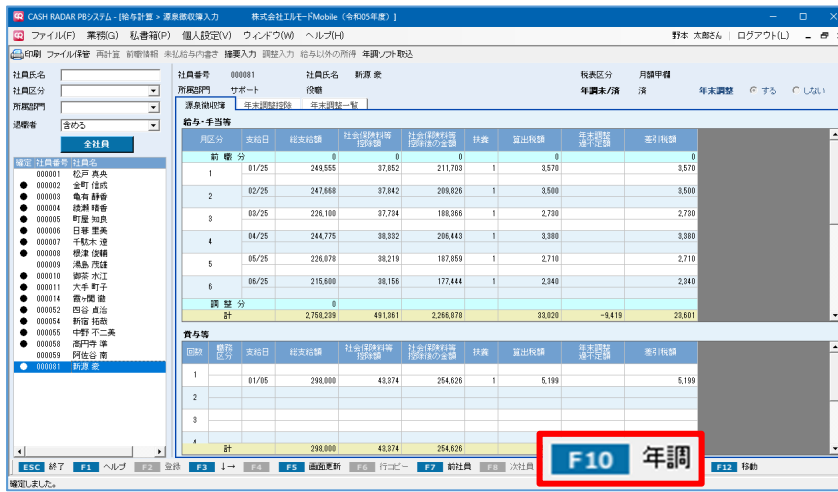 CASH RADAR PBシステム - [給与計算 > 源泉徴収簿入力　株式会社エルモードMobile（令和05年度）]
ファイル(F) 業務(G) 私書箱(P) 個人設定(V) ウィンドウ(W) ヘルプ(H) 野本 太郎さん ログアウト(L)
印刷 ファイル保管 再計算 前職情報 未払給与内書き 摘要入力 調整入力 給与以外の所得 年調ソフト取込
社員氏名
社員区分
所属部門
退職者 含める
全社員
社員番号 000081 社員氏名 新源 衆 税表区分 月額甲欄
所属部門 サポート 役職 年調未/済 済 年末調整 する しない
源泉徴収簿 年末調整控除 年末調整一覧
確定 社員番号 社員名
000001 松戸 真央
000002 金町 信成
000003 亀有 静香
000004 綾瀬 晴香
000005 町屋 知良
000006 日暮 里美
000007 千駄木 遼
000008 根津 俊輔
000009 湯島 茂雄
000010 御茶 水江
000011 大手 町子
000014 霞ヶ関 徹
000052 四谷 貞治
000054 新宿 拓哉
000055 中野 不二美
000058 高円寺 準
000059 阿佐谷 南
000081 新源 衆
給与・手当等
月区分 支給日 総支給額 社会保険料等控除額 社会保険料等控除後の金額 扶養 算出税額 年末調整過不足額 差引税額
前職分 0 0 0 0 0
1 01/25 249,555 37,852 211,703 1 3,570 3,570
2 02/25 247,668 37,842 209,826 1 3,500 3,500
3 03/25 226,100 37,734 188,366 1 2,730 2,730
4 04/25 244,775 38,332 206,443 1 3,380 3,380
5 05/25 226,078 38,219 187,859 1 2,710 2,710
6 06/25 215,600 38,156 177,444 1 2,340 2,340
調整分 0
計 2,758,239 491,361 2,266,878 33,020 -9,419 23,601
賞与等
回数 職務区分 支給日 総支給額 社会保険料等控除額 社会保険料等控除後の金額 扶養 算出税額 年末調整過不足額 差引税額
1 01/05 298,000 43,374 254,626 1 5,199 5,199
2
3
4
計 298,000 43,374 254,626
F10 年調
ESC 終了 F1 ヘルプ F2 登録 F3 ↓→ F4 F5 画面更新 F6 行コピー F7 前社員 F8 次社員 F12 移動
確定しました。